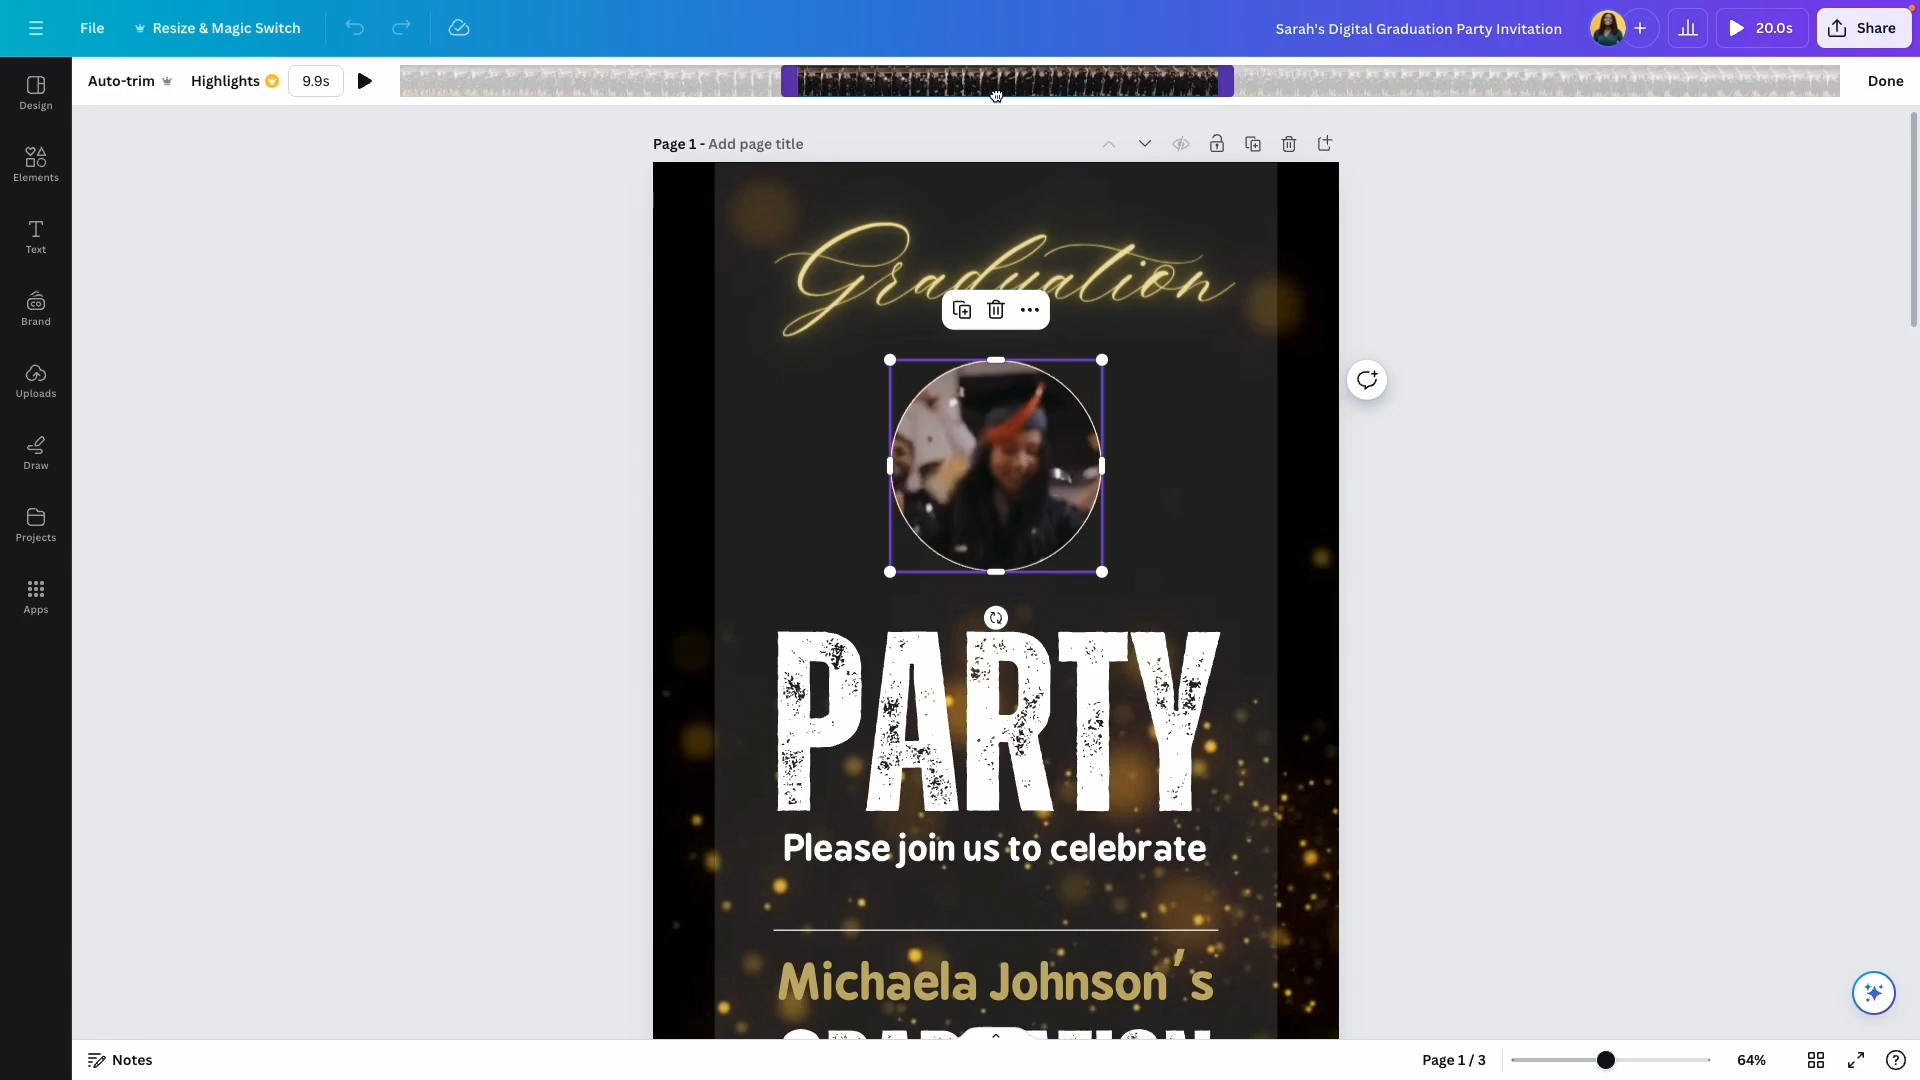 File
Resize & Magic Switch
Sarah's Digital Graduation Party Invitation
20.0s
Share
Auto-trim
Highlights
9.9s
Done
Design
Elements
Text
Brand
Uploads
Draw
Projects
Apps
Page 1 - Add page title
Graduation
PARTY
Please join us to celebrate
Michaela Johnson's
GRADUATION
Notes
Page 1 / 3
64%